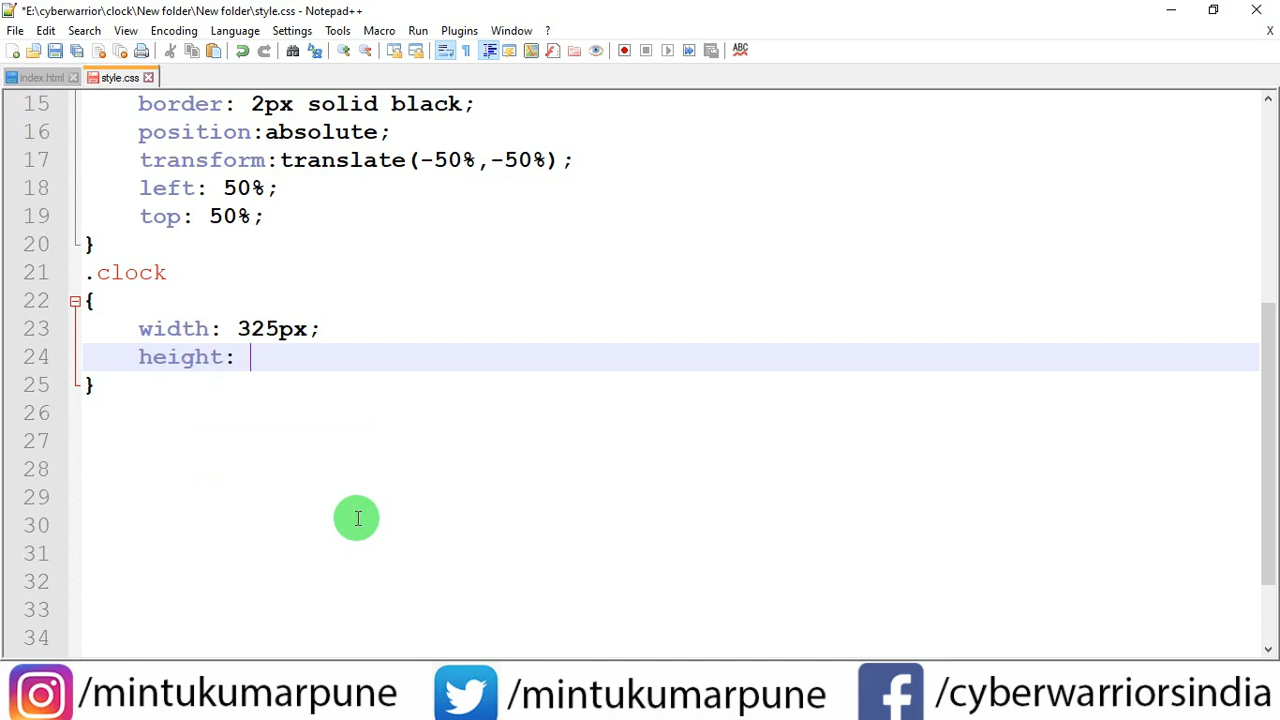 *E:\cyberwarrior\clock\New folder\New folder\style.css - Notepad++
File Edit Search View Encoding Language Settings Tools Macro Run Plugins Window ? X
ABC
index.html style.css
15 border: 2px solid black;
16 position:absolute;
17 transform:translate(-50%,-50%);
18 left: 50%;
19 top: 50%;
20 }
21 .clock
22 {
23 width: 325px;
24 height:
25 }
26
27
28
29
30
31
32
33
34
/mintukumarpune /mintukumarpune /cyberwarriorsindia